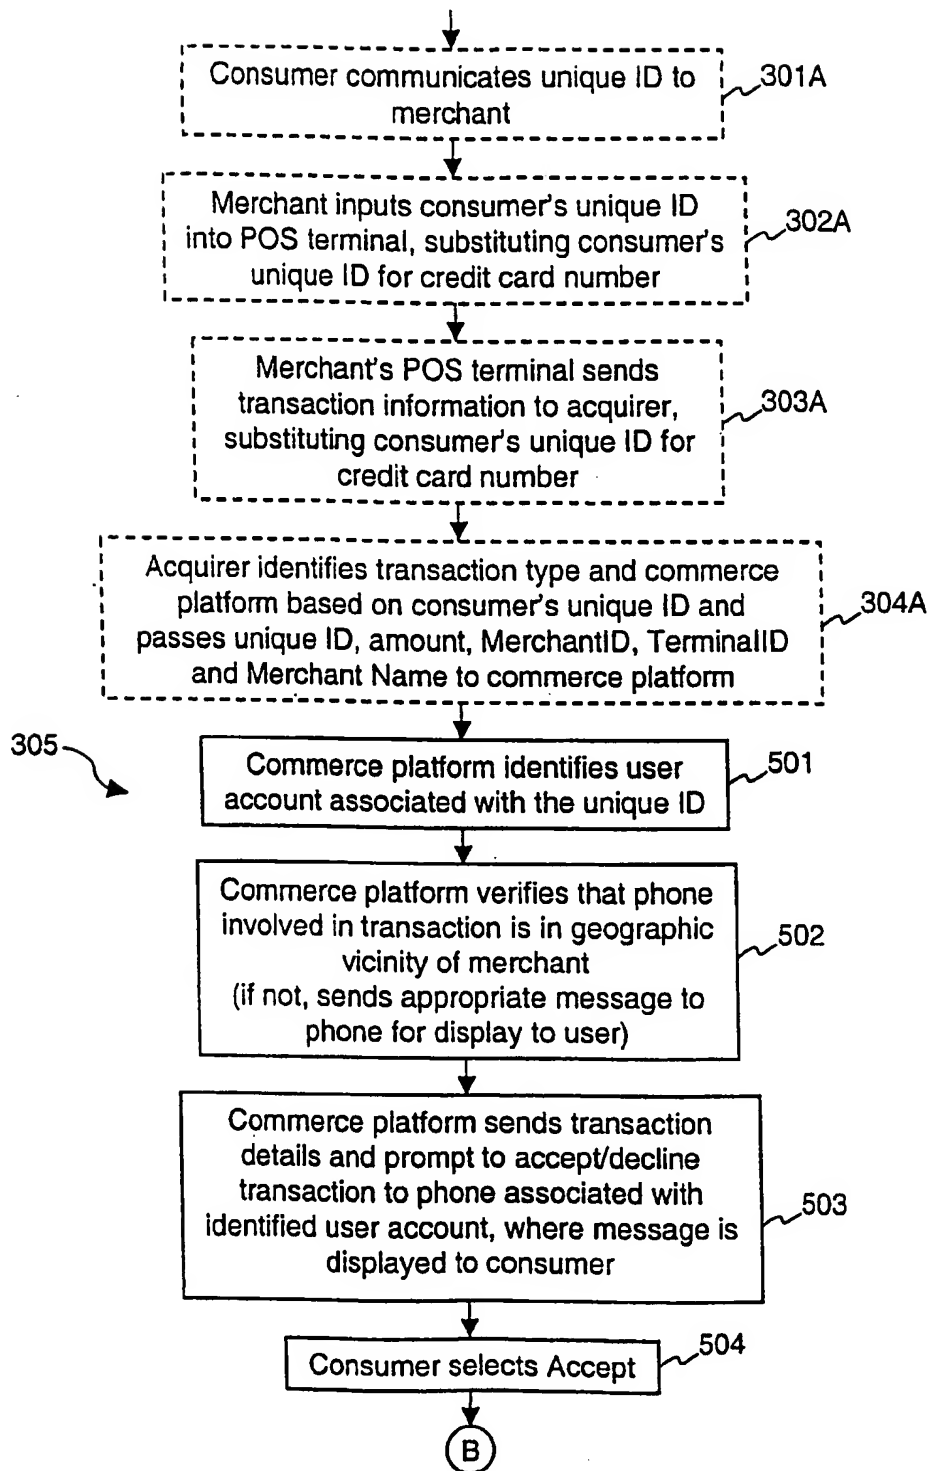 Consumer communicates unique ID to
merchant
301A
Merchant inputs consumer's unique ID
into POS terminal, substituting consumer's
unique ID for credit card number
302A
Merchant's POS terminal sends
transaction information to acquirer,
substituting consumer's unique ID for
credit card number
303A
Acquirer identifies transaction type and commerce
platform based on consumer's unique ID and
passes unique ID, amount, MerchantID, TerminalID
and Merchant Name to commerce platform
304A
305
Commerce platform identifies user
account associated with the unique ID
501
Commerce platform verifies that phone
involved in transaction is in geographic
vicinity of merchant
(if not, sends appropriate message to
phone for display to user)
502
Commerce platform sends transaction
details and prompt to accept/decline
transaction to phone associated with
identified user account, where message is
displayed to consumer
503
Consumer selects Accept
504
B